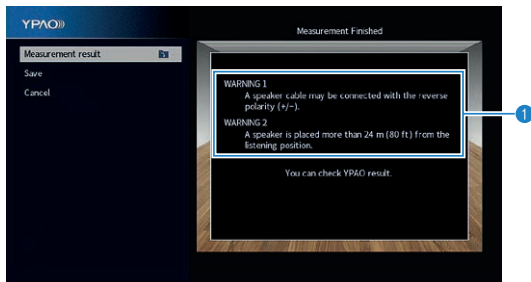 YPAO
Measurement Finished
Measurement result
Save
Cancel
WARNING 1
A speaker cable may be connected with the reverse
polarity (+/−).
WARNING 2
A speaker is placed more than 24 m (80 ft) from the
listening position.
You can check YPAO result.
1